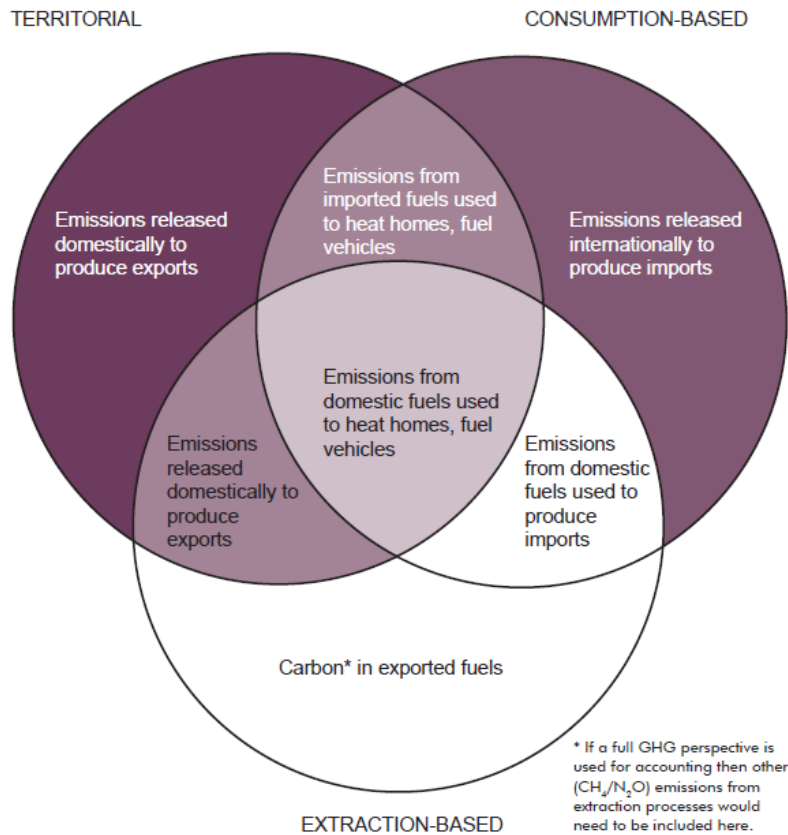 TERRITORIAL
CONSUMPTION-BASED
Emissions from
imported fuels used
to heat homes, fuel
vehicles
Emissions released
domestically to
produce exports
Emissions released
internationally to
produce imports
Emissions from
domestic fuels used
to heat homes, fuel
vehicles
Emissions
released
domestically to
produce
exports
Emissions
from domestic
fuels used to
produce
imports
Carbon* in exported fuels
* If a full GHG perspective is
used for accounting then other
(CH₄/N₂O) emissions from
extraction processes would
need to be included here.
EXTRACTION-BASED